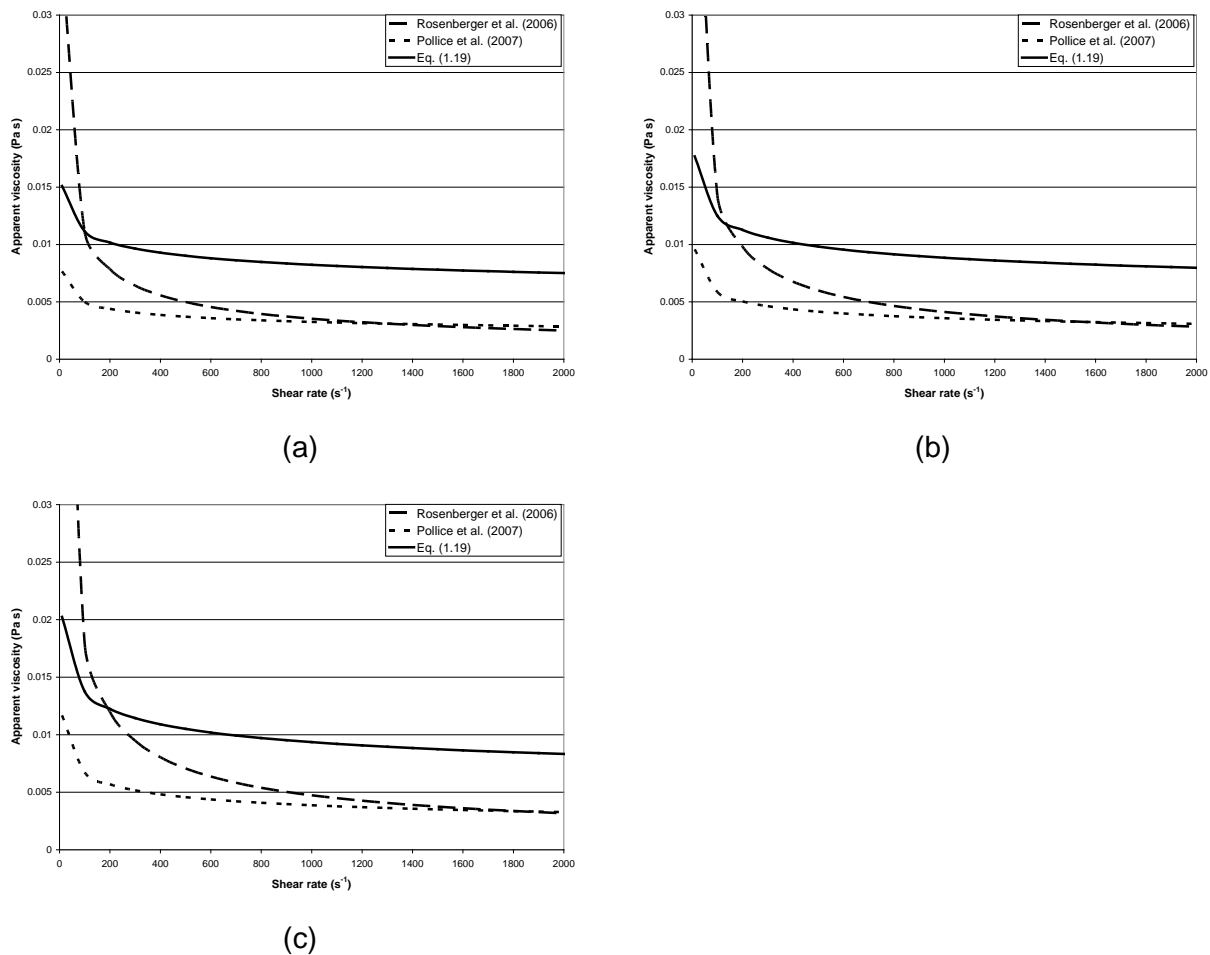 0.03
0.025
0.02
0.015
0.01
0.005
0
Apparent viscosity (Pa s)
Rosenberger et al. (2006)
Pollice et al. (2007)
Eq. (1.19)
0 200 400 600 800 1000 1200 1400 1600 1800 2000
Shear rate (s-1)
(a)
0.03
0.025
0.02
0.015
0.01
0.005
0
Apparent viscosity (Pa s)
Rosenberger et al. (2006)
Pollice et al. (2007)
Eq. (1.19)
0 200 400 600 800 1000 1200 1400 1600 1800 2000
Shear rate (s-1)
(b)
0.03
0.025
0.02
0.015
0.01
0.005
0
Apparent viscosity (Pa s)
Rosenberger et al. (2006)
Pollice et al. (2007)
Eq. (1.19)
0 200 400 600 800 1000 1200 1400 1600 1800 2000
Shear rate (s-1)
(c)